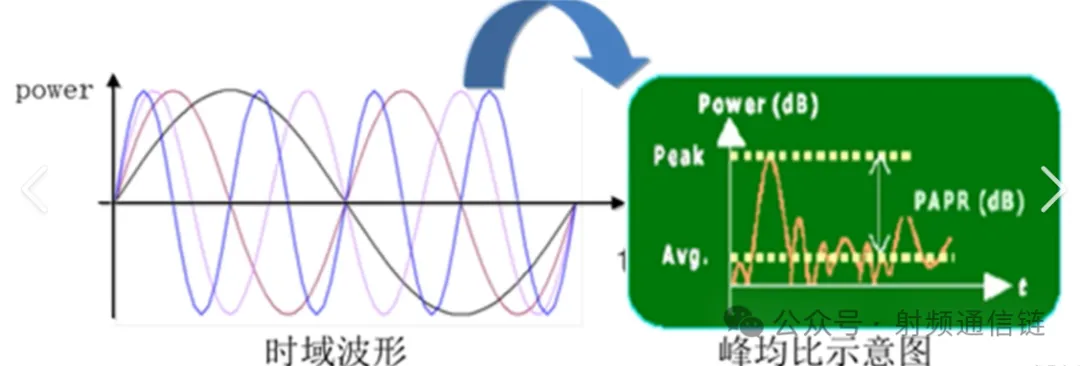 power
t
时域波形
Power (dB)
Peak
PAPR (dB)
Avg.
t
公众号 · 射频通信链
峰均比示意图